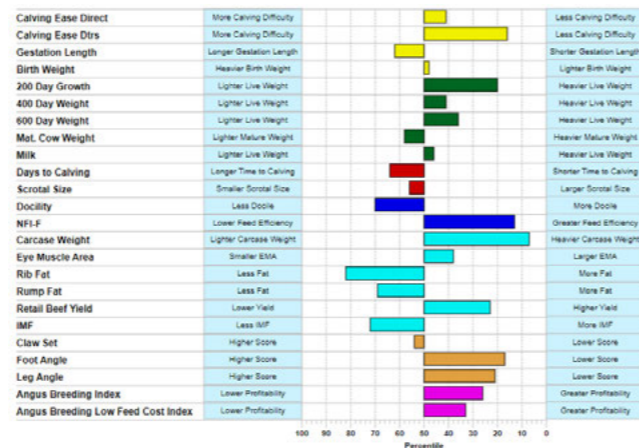 Calving Ease Direct More Calving Difficulty Less Calving Difficulty
Calving Ease Dtrs More Calving Difficulty Less Calving Difficulty
Gestation Length Longer Gestation Length Shorter Gestation Length
Birth Weight Heavier Birth Weight Lighter Birth Weight
200 Day Growth Lighter Live Weight Heavier Live Weight
400 Day Weight Lighter Live Weight Heavier Live Weight
600 Day Weight Lighter Live Weight Heavier Live Weight
Mat. Cow Weight Lighter Mature Weight Heavier Mature Weight
Milk Lighter Live Weight Heavier Live Weight
Days to Calving Longer Time to Calving Shorter Time to Calving
Scrotal Size Smaller Scrotal Size Larger Scrotal Size
Docility Less Docile More Docile
NFI-F Lower Feed Efficiency Greater Feed Efficiency
Carcase Weight Lighter Carcase Weight Heavier Carcase Weight
Eye Muscle Area Smaller EMA Larger EMA
Rib Fat Less Fat More Fat
Rump Fat Less Fat More Fat
Retail Beef Yield Lower Yield Higher Yield
IMF Less IMF More IMF
Claw Set Higher Score Lower Score
Foot Angle Higher Score Lower Score
Leg Angle Higher Score Lower Score
Angus Breeding Index Lower Profitability Greater Profitability
Angus Breeding Low Feed Cost Index Lower Profitability Greater Profitability
100 90 80 70 60 50 40 30 20 10 0
Percentile